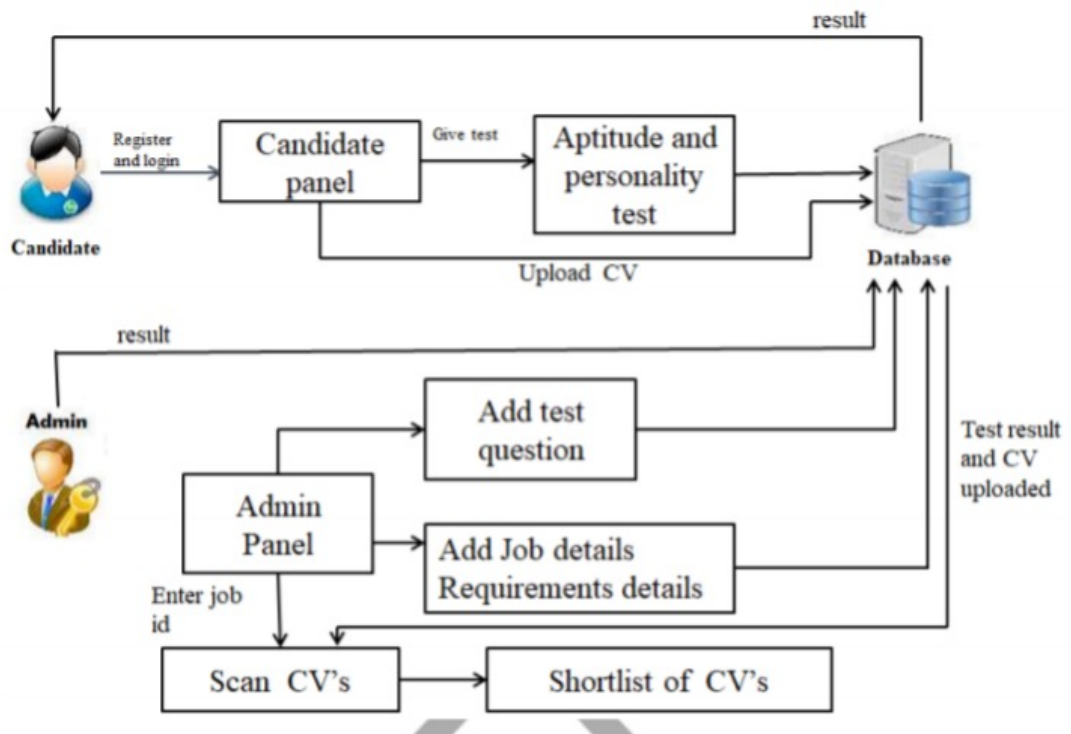 result
Register
and login
Candidate
panel
Give test
Aptitude and
personality
test
Candidate
Upload CV
Database
result
Admin
Add test
question
Test result
and CV
uploaded
Admin
Panel
Add Job details
Requirements details
Enter job
id
Scan CV's
Shortlist of CV's